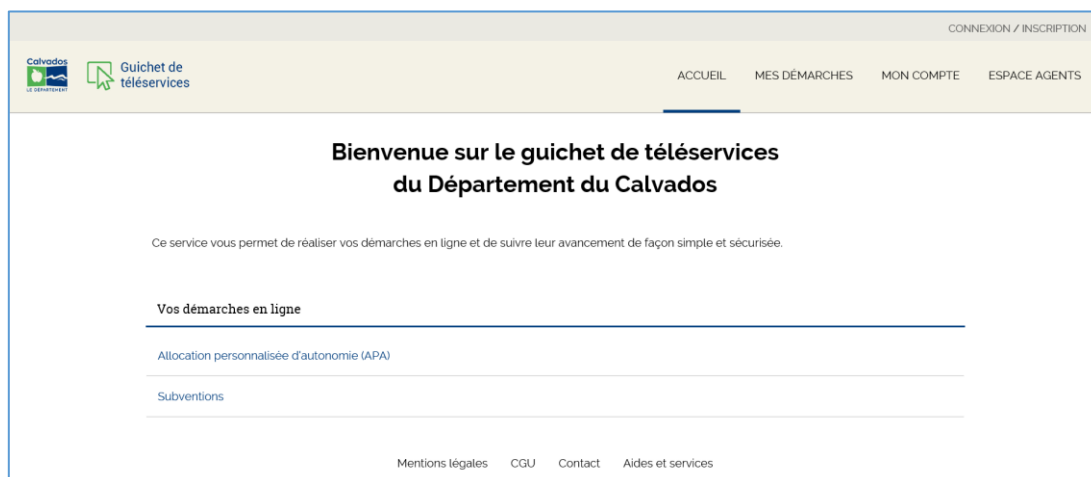 CONNEXION / INSCRIPTION
Calvados
LE DÉPARTEMENT
Guichet de
téléservices
ACCUEIL MES DÉMARCHES MON COMPTE ESPACE AGENTS
Bienvenue sur le guichet de téléservices
du Département du Calvados
Ce service vous permet de réaliser vos démarches en ligne et de suivre leur avancement de façon simple et sécurisée.
Vos démarches en ligne
Allocation personnalisée d'autonomie (APA)
Subventions
Mentions légales CGU Contact Aides et services